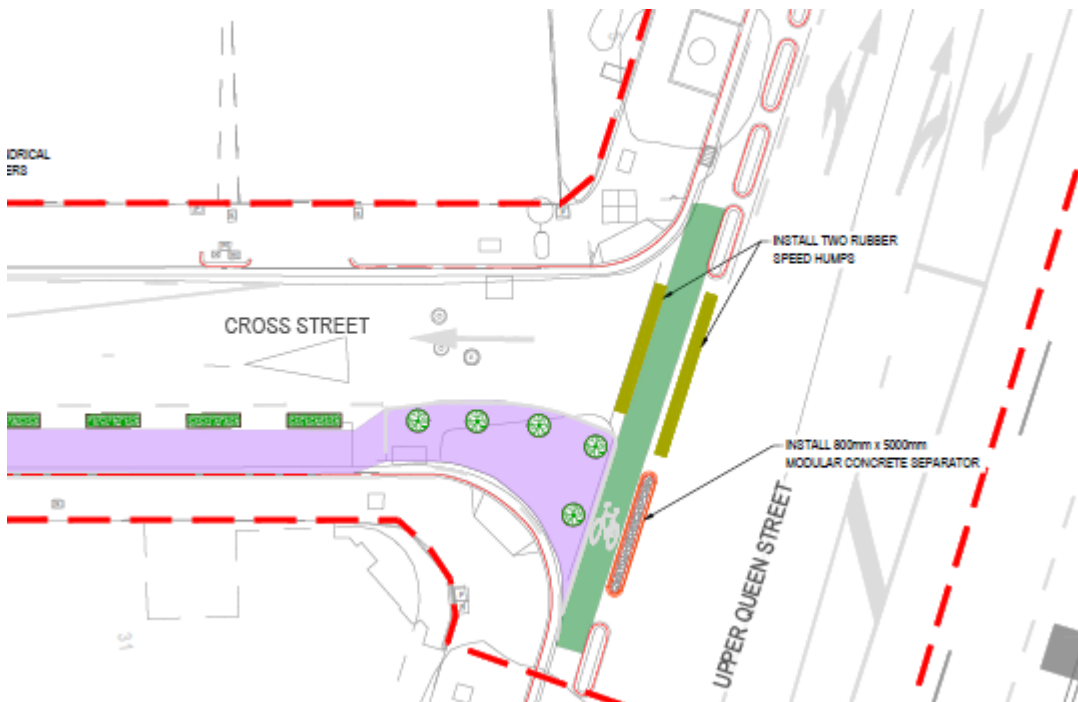 INSTALL TWO RUBBER
SPEED HUMPS
CROSS STREET
INSTALL 800mm x 5000mm
MODULAR CONCRETE SEPARATOR
UPPER QUEEN STREET
31